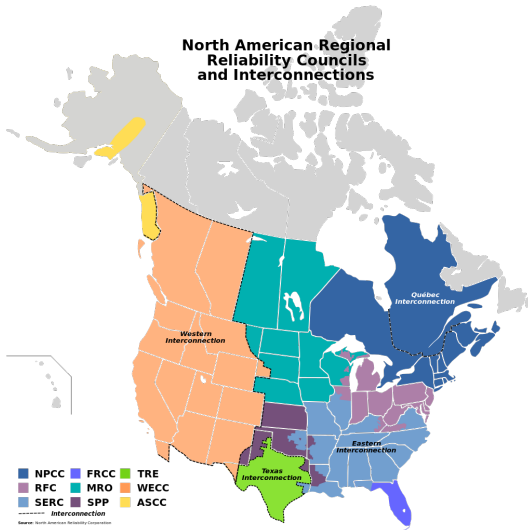 North American Regional
Reliability Councils
and Interconnections
Québec
Interconnection
Western
Interconnection
Eastern
Interconnection
Texas
Interconnection
NPCC FRCC TRE
RFC MRO WECC
SERC SPP ASCC
Interconnection
Source: North American Reliability Corporation